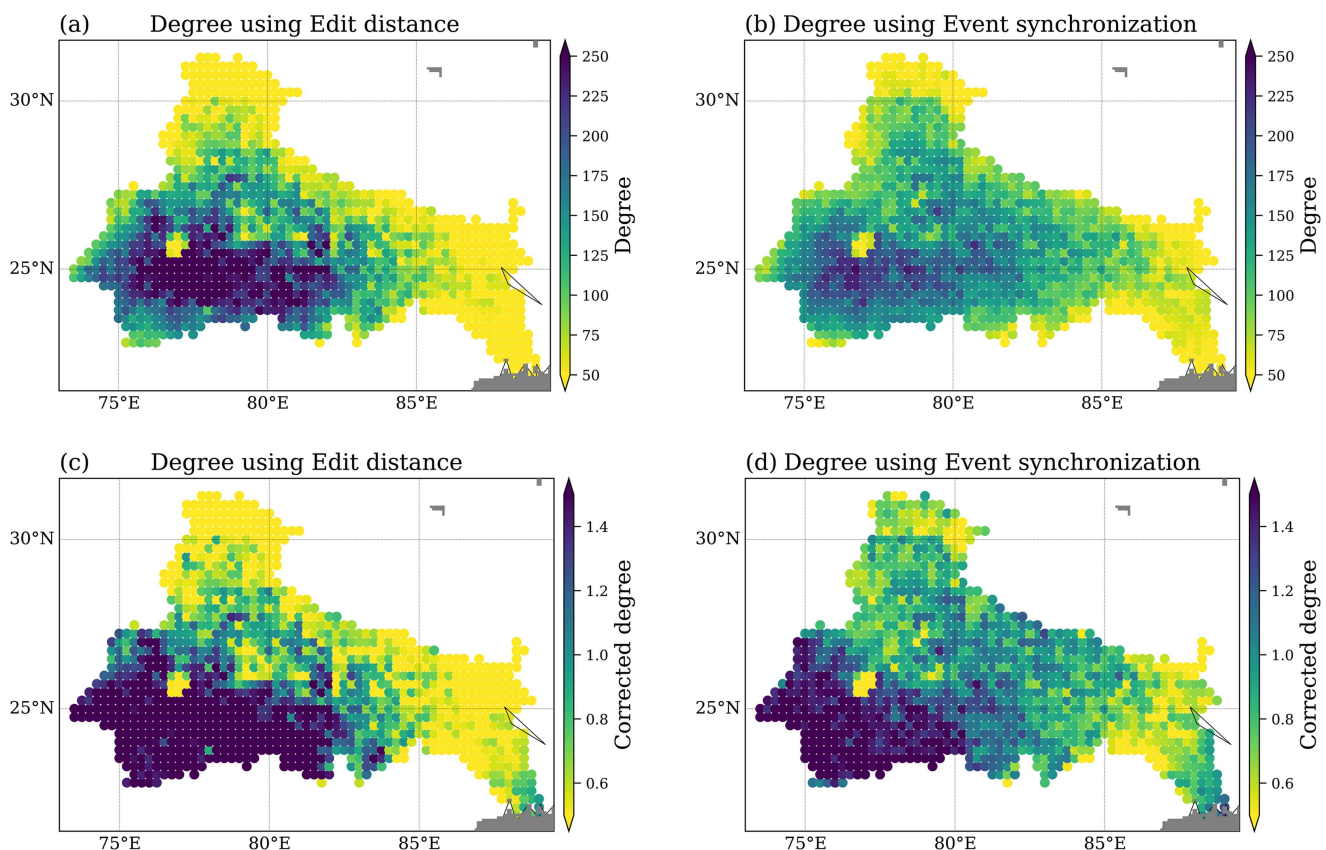 (a) Degree using Edit distance
30°N
25°N
75°E 80°E 85°E
250
225
200
175
150
125
100
75
50
Degree
(b) Degree using Event synchronization
30°N
25°N
75°E 80°E 85°E
250
225
200
175
150
125
100
75
50
Degree
(c) Degree using Edit distance
30°N
25°N
75°E 80°E 85°E
1.4
1.2
1.0
0.8
0.6
Corrected degree
(d) Degree using Event synchronization
30°N
25°N
75°E 80°E 85°E
1.4
1.2
1.0
0.8
0.6
Corrected degree